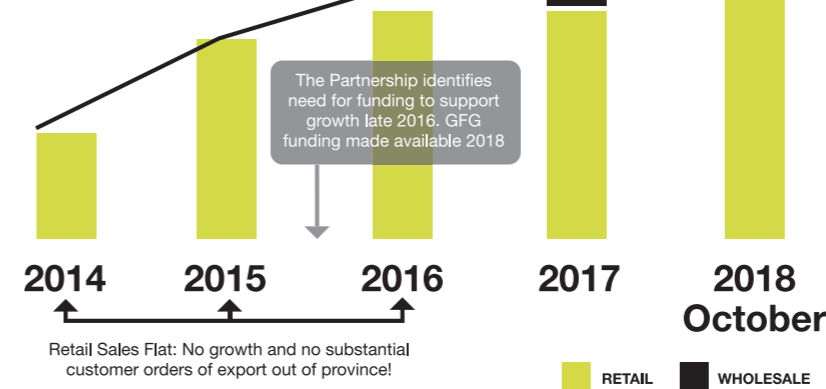 The Partnership identifies
need for funding to support
growth late 2016. GFG
funding made available 2018
2014
2015
2016
2017
2018
October
Retail Sales Flat: No growth and no substantial
customer orders of export out of province!
RETAIL
WHOLESALE